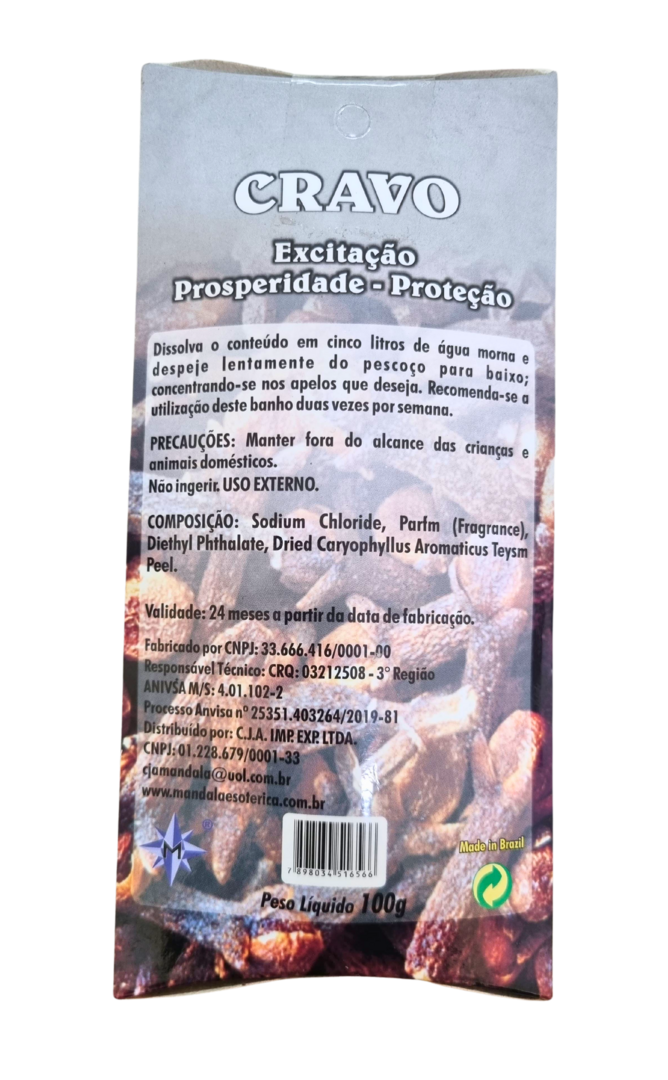 CRAVO
Excitação
Prosperidade - Proteção
Dissolva o conteúdo em cinco litros de água morna e
despeje lentamente do pescoço para baixo;
concentrando-se nos apelos que deseja. Recomenda-se a
utilização deste banho duas vezes por semana.
PRECAUÇÕES: Manter fora do alcance das crianças e
animais domésticos.
Não ingerir. USO EXTERNO.
COMPOSIÇÃO: Sodium Chloride, Parfm (Fragrance),
Diethyl Phthalate, Dried Caryophyllus Aromaticus Teysm
Peel.
Validade: 24 meses a partir da data de fabricação.
Fabricado por CNPJ: 33.666.416/0001-00
Responsável Técnico: CRQ: 03212508 - 3° Região
ANIVSA M/S: 4.01.102-2
Processo Anvisa nº 25351.403264/2019-81
Distribuido por: C.J.A. IMP. EXP. LTDA.
CNPJ: 01.228.679/0001-33
cjamandala@uol.com.br
www.mandalaesoterica.com.br
M ®
7 898034 516566
Made in Brazil
Peso Líquido 100g